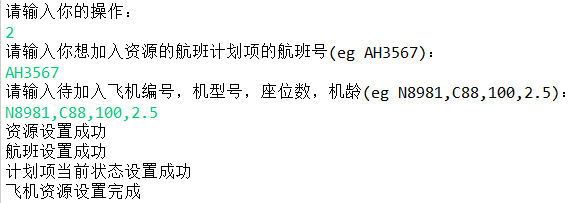 请输入你的操作:
2
请输入你想加入资源的航班计划项的航班号(eg AH3567):
AH3567
请输入待加入飞机编号，机型号，座位数，机龄(eg N8981,C88,100,2.5):
N8981,C88,100,2.5
资源设置成功
航班设置成功
计划项当前状态设置成功
飞机资源设置完成